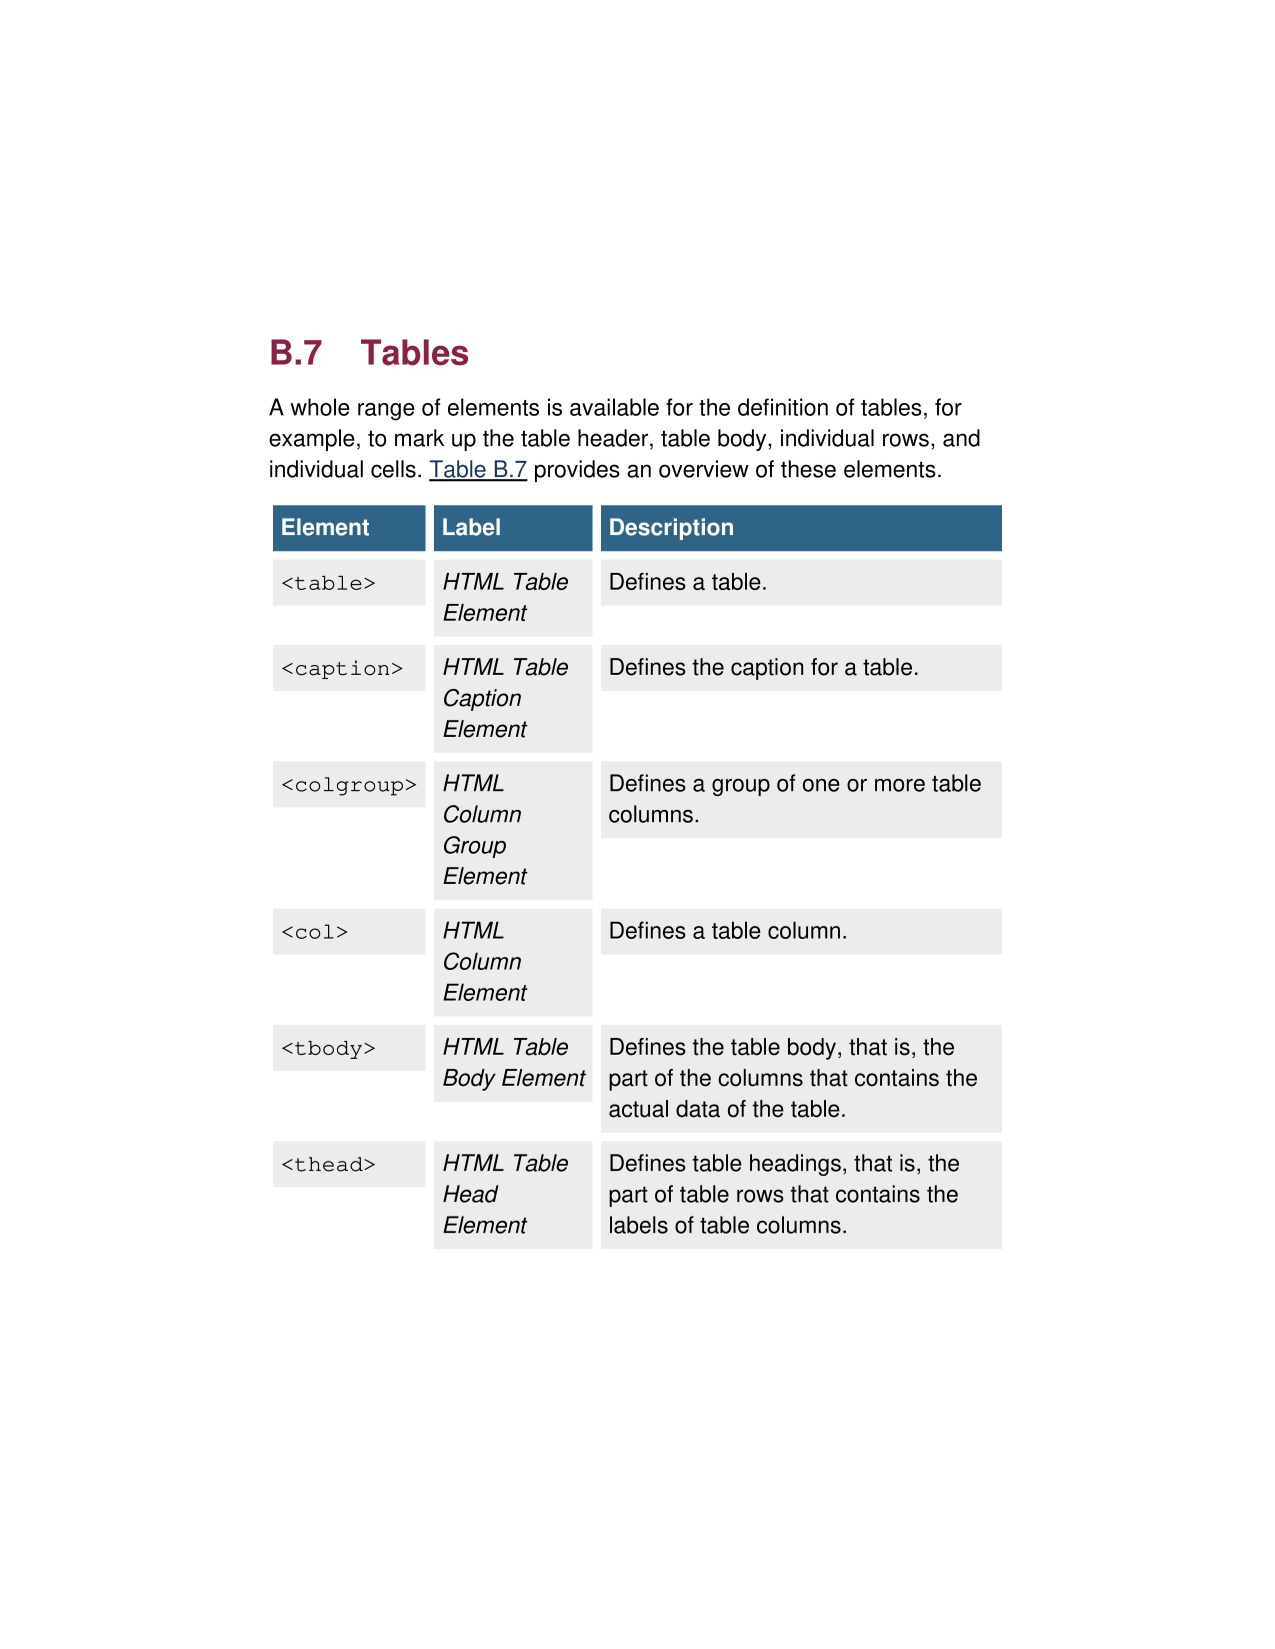 B.7 Tables
A whole range of elements is available for the definition of tables, for
example, to mark up the table header, table body, individual rows, and
individual cells. Table B.7 provides an overview of these elements.
Element Label Description
<table> HTML Table Defines a table.
Element
<caption> HTML Table Defines the caption for a table.
Caption
Element
<colgroup> HTML Defines a group of one or more table
Column columns.
Group
Element
<col> HTML Defines a table column.
Column
Element
<tbody> HTML Table Defines the table body, that is, the
Body Element part of the columns that contains the
actual data of the table.
<thead> HTML Table Defines table headings, that is, the
Head part of table rows that contains the
Element labels of table columns.